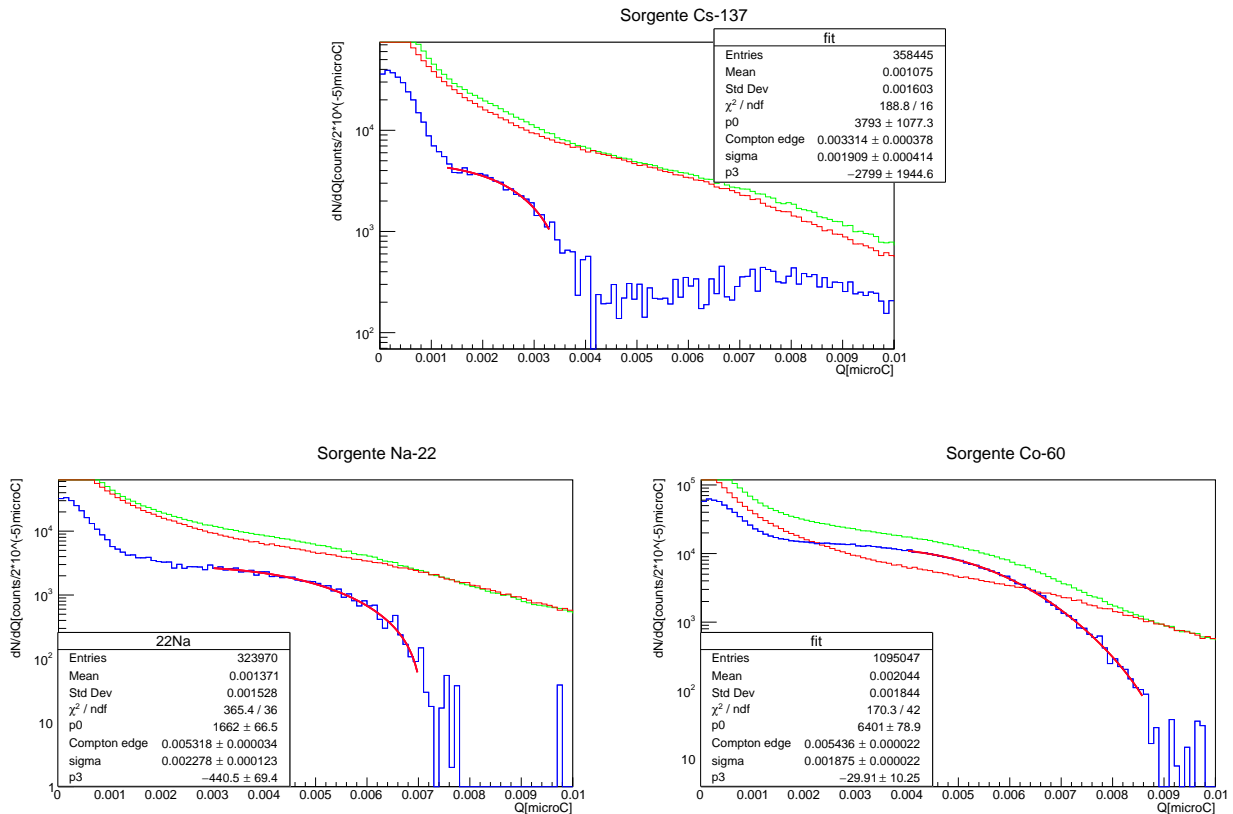 Sorgente Cs-137
dN/dQ[counts/2*10^(-5)microC]
fit
Entries 358445
Mean 0.001075
Std Dev 0.001603
χ² / ndf 188.8 / 16
p0 3793 ± 1077.3
Compton edge 0.003314 ± 0.000378
sigma 0.001909 ± 0.000414
p3 −2799 ± 1944.6
10⁴
10³
10²
0 0.001 0.002 0.003 0.004 0.005 0.006 0.007 0.008 0.009 0.01
Q[microC]
Sorgente Na-22
dN/dQ[counts/2*10^(-5)microC]
10⁴
10³
10²
10
1
22Na
Entries 323970
Mean 0.001371
Std Dev 0.001528
χ² / ndf 365.4 / 36
p0 1662 ± 66.5
Compton edge 0.005318 ± 0.000034
sigma 0.002278 ± 0.000123
p3 −440.5 ± 69.4
0 0.001 0.002 0.003 0.004 0.005 0.006 0.007 0.008 0.009 0.01
Q[microC]
Sorgente Co-60
dN/dQ[counts/2*10^(-5)microC]
10⁵
10⁴
10³
10²
10
fit
Entries 1095047
Mean 0.002044
Std Dev 0.001844
χ² / ndf 170.3 / 42
p0 6401 ± 78.9
Compton edge 0.005436 ± 0.000022
sigma 0.001875 ± 0.000022
p3 −29.91 ± 10.25
0 0.001 0.002 0.003 0.004 0.005 0.006 0.007 0.008 0.009 0.01
Q[microC]